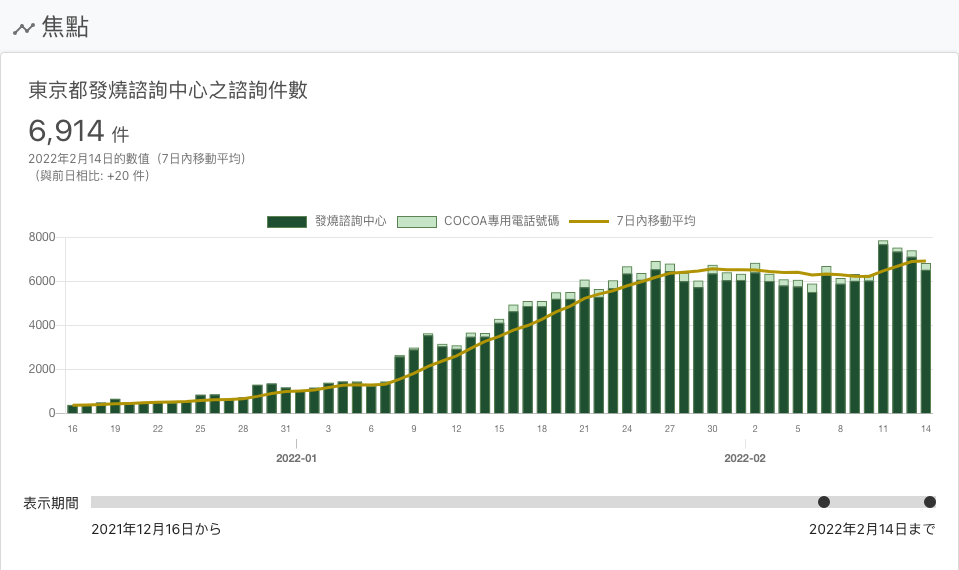 焦點
東京都發燒諮詢中心之諮詢件數
6,914 件
2022年2月14日的數值（7日內移動平均）
（與前日相比: +20 件）
發燒諮詢中心 COCOA專用電話號碼 7日內移動平均
8000
6000
4000
2000
0
16 19 22 25 28 31 3 6 9 12 15 18 21 24 27 30 2 5 8 11 14
2022-01 2022-02
表示期間
2021年12月16日から 2022年2月14日まで